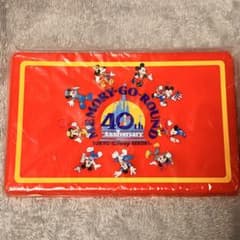 MEMORY-GO-ROUND
40th
Anniversary
TOKYO Disney RESORT